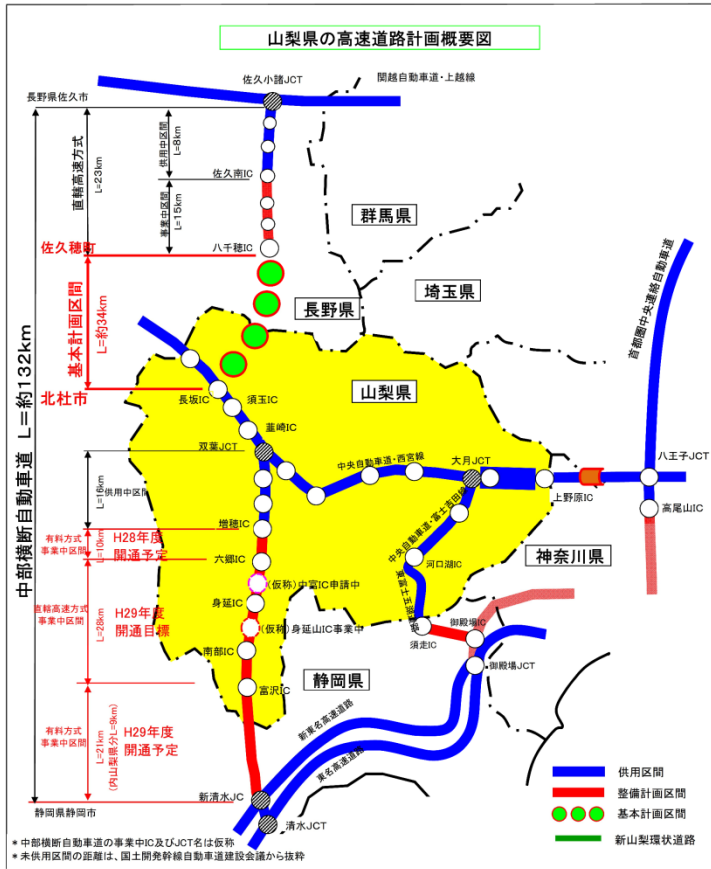 山梨県の高速道路計画概要図
佐久小諸JCT
関越自動車道・上越線
長野県佐久市
中部横断自動車道 L=約132km
直轄高速方式
L=23km
供用中区間
L=8km
佐久南IC
事業中区間
L=15km
佐久穂町
八千穂IC
基本計画区間
L=約34km
北杜市
群馬県
埼玉県
長野県
山梨県
首都圏中央連絡自動車道
長坂IC
須玉IC
韮崎IC
双葉JCT
中央自動車道・西宮線
大月JCT
上野原IC
八王子JCT
高尾山IC
L=16km
供用中区間
増穂IC
有料方式
事業中区間
L=10km
H28年度
開通予定
六郷IC
中央自動車道・富士吉田線
河口湖IC
東富士五湖道路
神奈川県
(仮称)中富IC申請中
身延IC
直轄高速方式
事業中区間
L=28km
H29年度
開通目標
(仮称)身延山IC事業中
御殿場IC
須走IC
御殿場JCT
南部IC
静岡県
富沢IC
有料方式
事業中区間
L=21km
(内山梨県分L=9km)
H29年度
開通予定
新東名高速道路
東名高速道路
新清水JC
静岡県静岡市
清水JCT
供用区間
整備計画区間
基本計画区間
新山梨環状道路
* 中部横断自動車道の事業中IC及びJCT名は仮称
* 未供用区間の距離は、国土開発幹線自動車道建設会議から抜粋